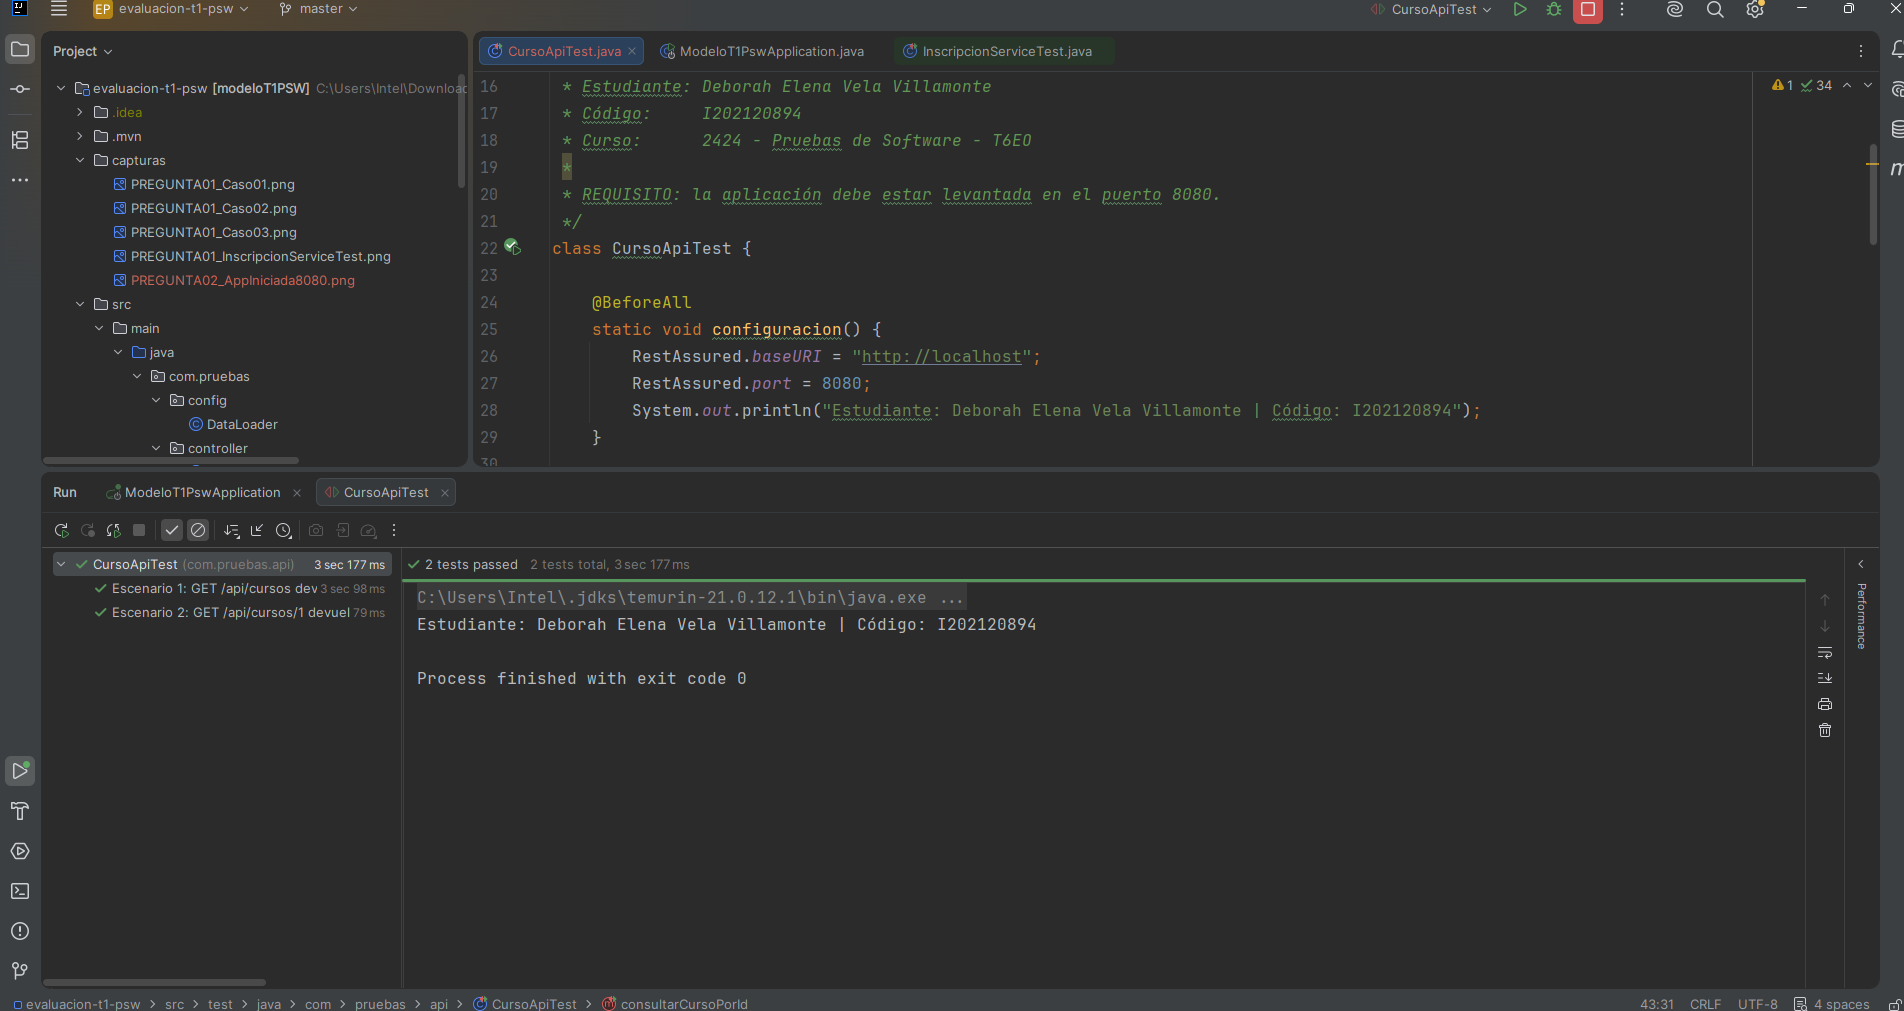 EP evaluacion-t1-psw master CursoApiTest
Project
evaluacion-t1-psw [modeloT1PSW] C:\Users\Intel\Downloac
.idea
.mvn
capturas
PREGUNTA01_Caso01.png
PREGUNTA01_Caso02.png
PREGUNTA01_Caso03.png
PREGUNTA01_InscripcionServiceTest.png
PREGUNTA02_AppIniciada8080.png
src
main
java
com.pruebas
config
DataLoader
controller
CursoApiTest.java ModeloT1PswApplication.java InscripcionServiceTest.java
1 34
16 * Estudiante: Deborah Elena Vela Villamonte
17 * Código: I202120894
18 * Curso: 2424 - Pruebas de Software - T6EO
19 *
20 * REQUISITO: la aplicación debe estar levantada en el puerto 8080.
21 */
22 class CursoApiTest {
23
24 @BeforeAll
25 static void configuracion() {
26 RestAssured.baseURI = "http://localhost";
27 RestAssured.port = 8080;
28 System.out.println("Estudiante: Deborah Elena Vela Villamonte | Código: I202120894");
29 }
30
Run ModeloT1PswApplication CursoApiTest
CursoApiTest (com.pruebas.api) 3 sec 177 ms
Escenario 1: GET /api/cursos dev 3 sec 98 ms
Escenario 2: GET /api/cursos/1 devuel 79 ms
2 tests passed 2 tests total, 3 sec 177 ms
C:\Users\Intel\.jdks\temurin-21.0.12.1\bin\java.exe ...
Estudiante: Deborah Elena Vela Villamonte | Código: I202120894
Process finished with exit code 0
Performance
evaluacion-t1-psw > src > test > java > com > pruebas > api > CursoApiTest > consultarCursoPorId
43:31 CRLF UTF-8 4 spaces